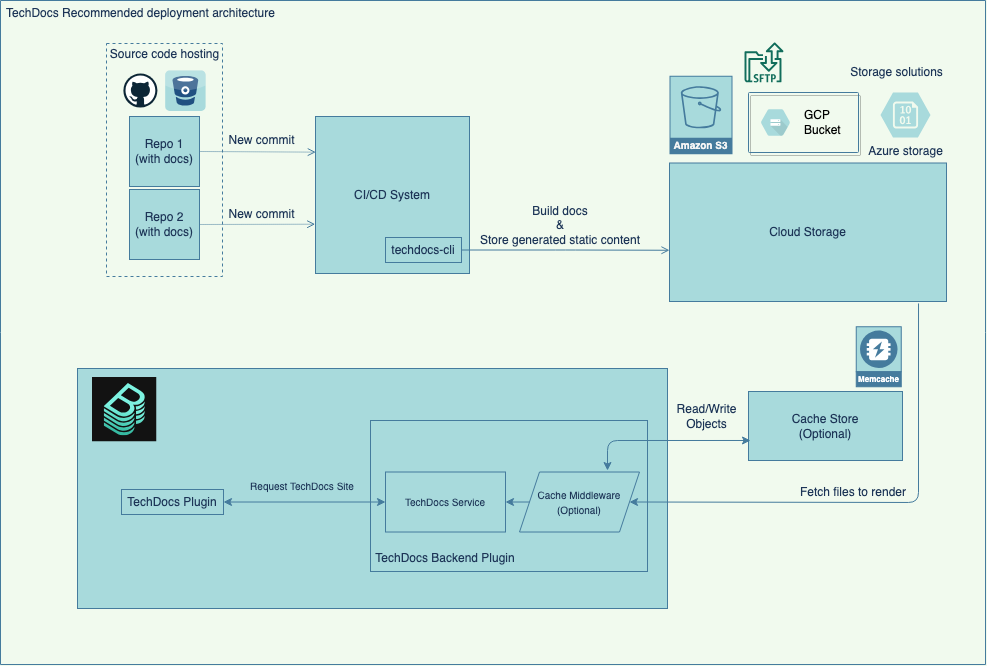 TechDocs Recommended deployment architecture
Source code hosting
Repo 1
(with docs)
Repo 2
(with docs)
New commit
New commit
CI/CD System
techdocs-cli
Build docs
&
Store generated static content
SFTP
Storage solutions
Amazon S3
GCP
Bucket
10
01
Azure storage
Cloud Storage
Memcache
Cache Store
(Optional)
Read/Write
Objects
Fetch files to render
TechDocs Plugin
Request TechDocs Site
TechDocs Service
Cache Middleware
(Optional)
TechDocs Backend Plugin